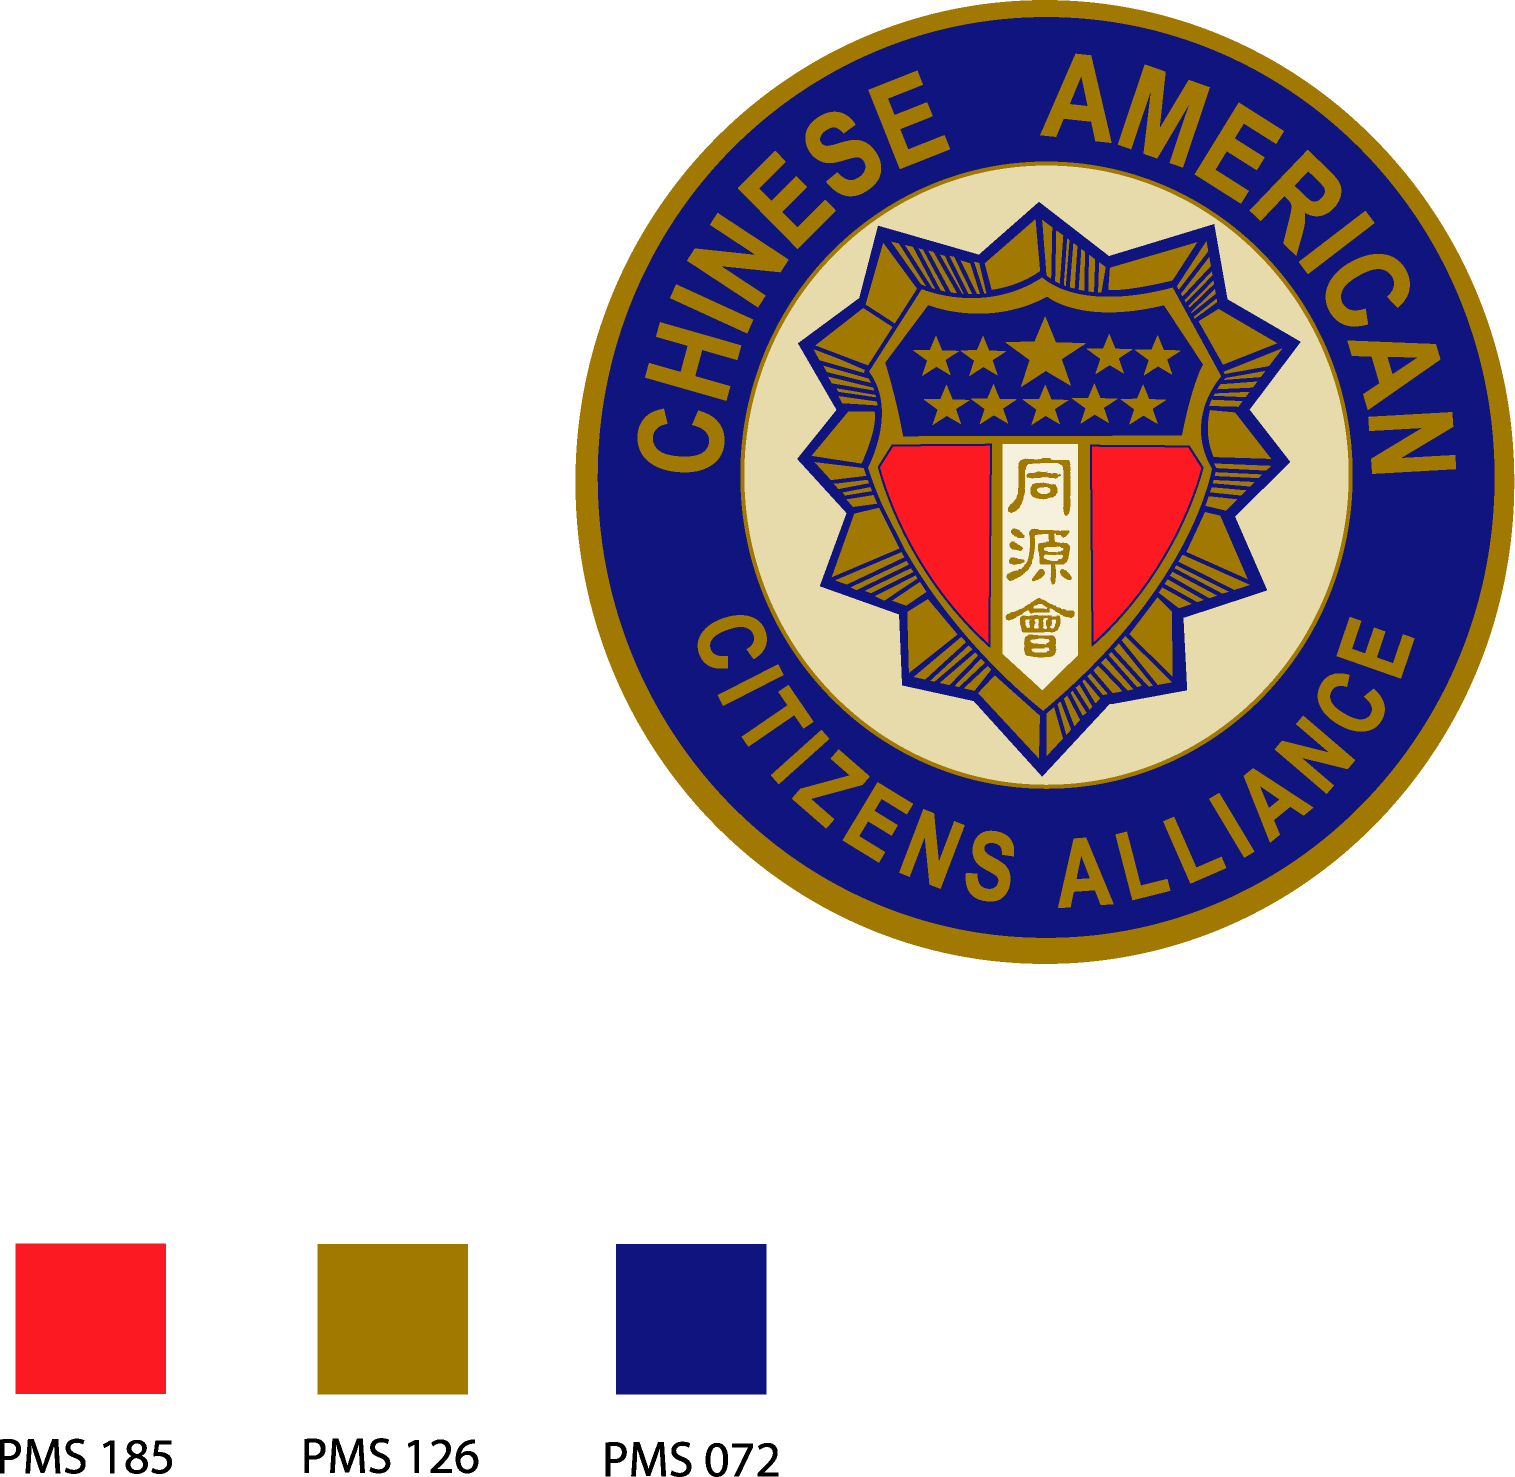 CHINESE AMERICAN
同源會
CITIZENS ALLIANCE
PMS 185
PMS 126
PMS 072